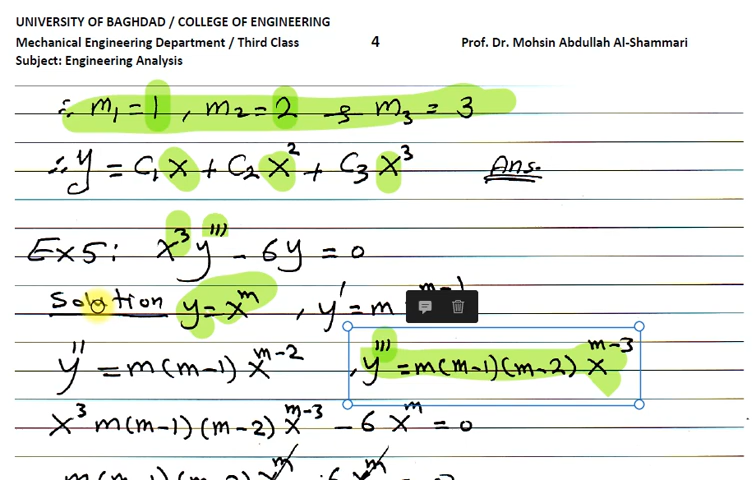 UNIVERSITY OF BAGHDAD / COLLEGE OF ENGINEERING
Mechanical Engineering Department / Third Class 4 Prof. Dr. Mohsin Abdullah Al-Shammari
Subject: Engineering Analysis
∴ m₁ = 1 , m₂ = 2 & m₃ = 3
∴ y = C₁x + C₂x² + C₃x³ Ans.
Ex5: x³y''' - 6y = 0
Solution y = x^m , y' = m
y'' = m(m-1) x^(m-2) , y''' = m(m-1)(m-2) x^(m-3)
x³ m(m-1)(m-2) x^(m-3) - 6 x^m = 0